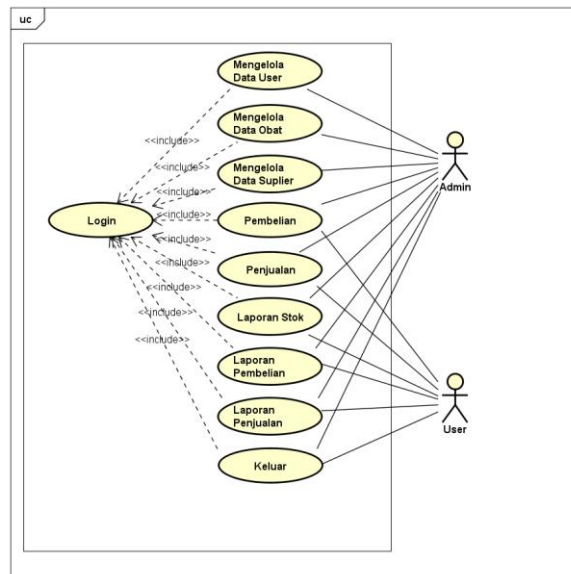 uc
Mengelola
Data User
Mengelola
Data Obat
<<include>>
<<include>>
Mengelola
Data Suplier
Admin
<<include>>
Login
<<include>>
Pembelian
<<include>>
Penjualan
<<include>>
Laporan Stok
<<include>>
<<include>>
Laporan
Pembelian
User
Laporan
Penjualan
Keluar